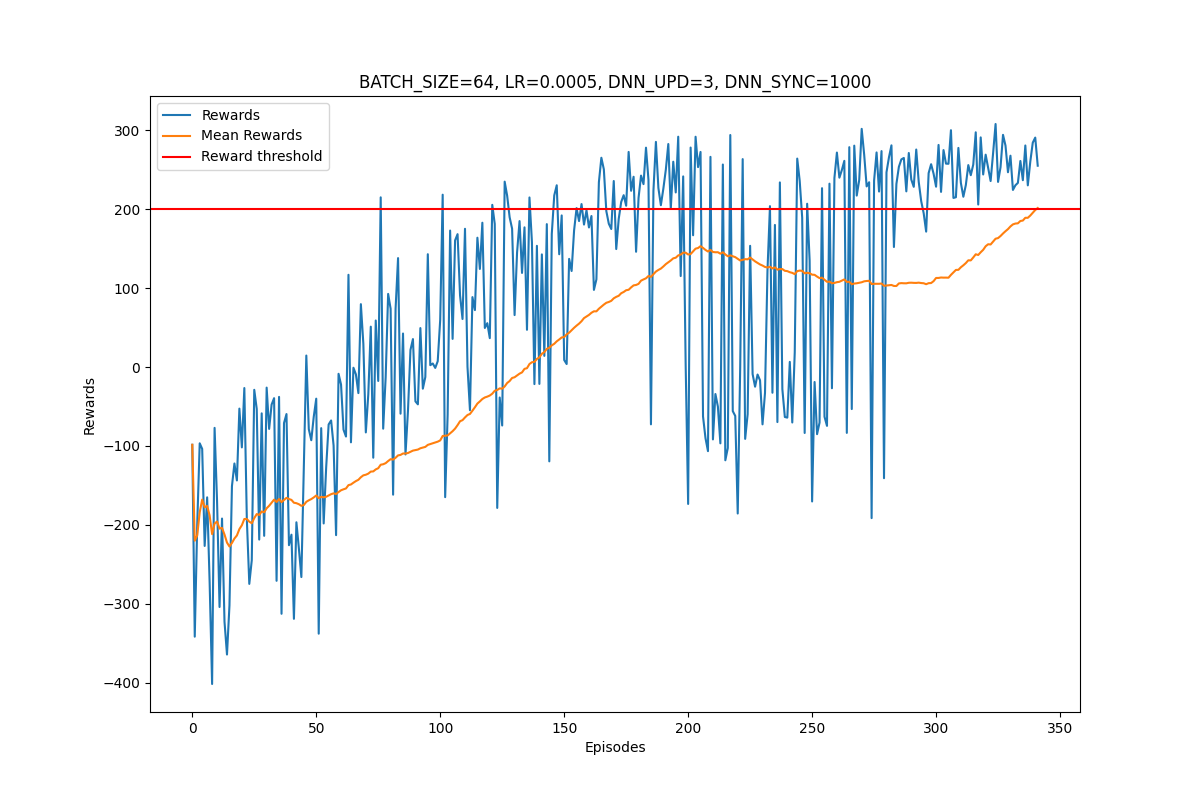 BATCH_SIZE=64, LR=0.0005, DNN_UPD=3, DNN_SYNC=1000
Rewards
Mean Rewards
Reward threshold
300
200
100
0
−100
−200
−300
−400
Rewards
0 50 100 150 200 250 300 350
Episodes